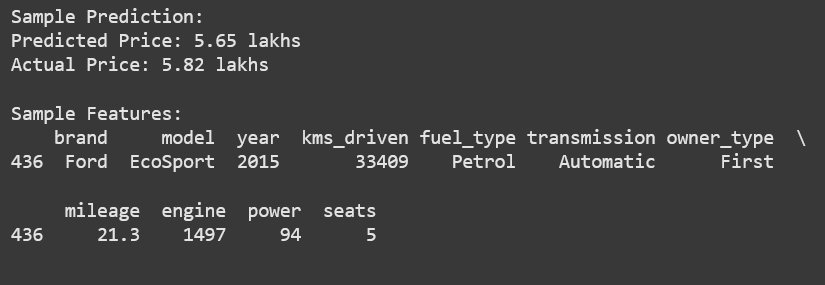 Sample Prediction:
Predicted Price: 5.65 lakhs
Actual Price: 5.82 lakhs

Sample Features:
    brand     model  year  kms_driven fuel_type transmission owner_type  \
436  Ford  EcoSport  2015       33409    Petrol    Automatic      First

     mileage  engine  power  seats
436     21.3    1497     94      5